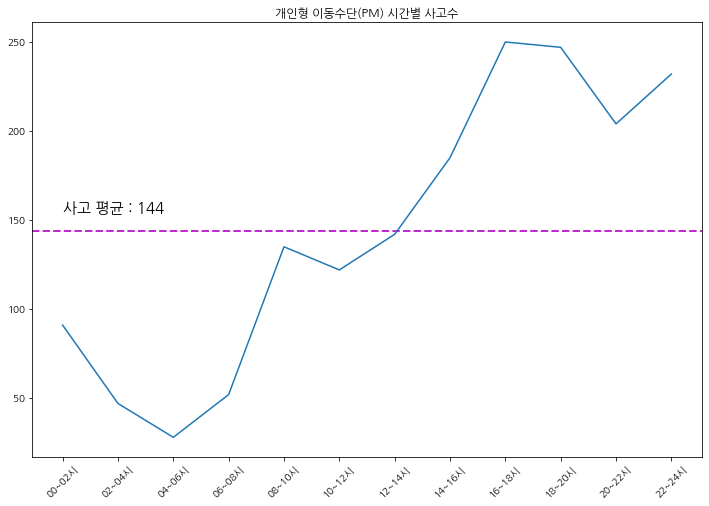 개인형 이동수단(PM) 시간별 사고수
250
200
사고 평균 : 144
150
100
50
00~02시
02~04시
04~06시
06~08시
08~10시
10~12시
12~14시
14~16시
16~18시
18~20시
20~22시
22~24시